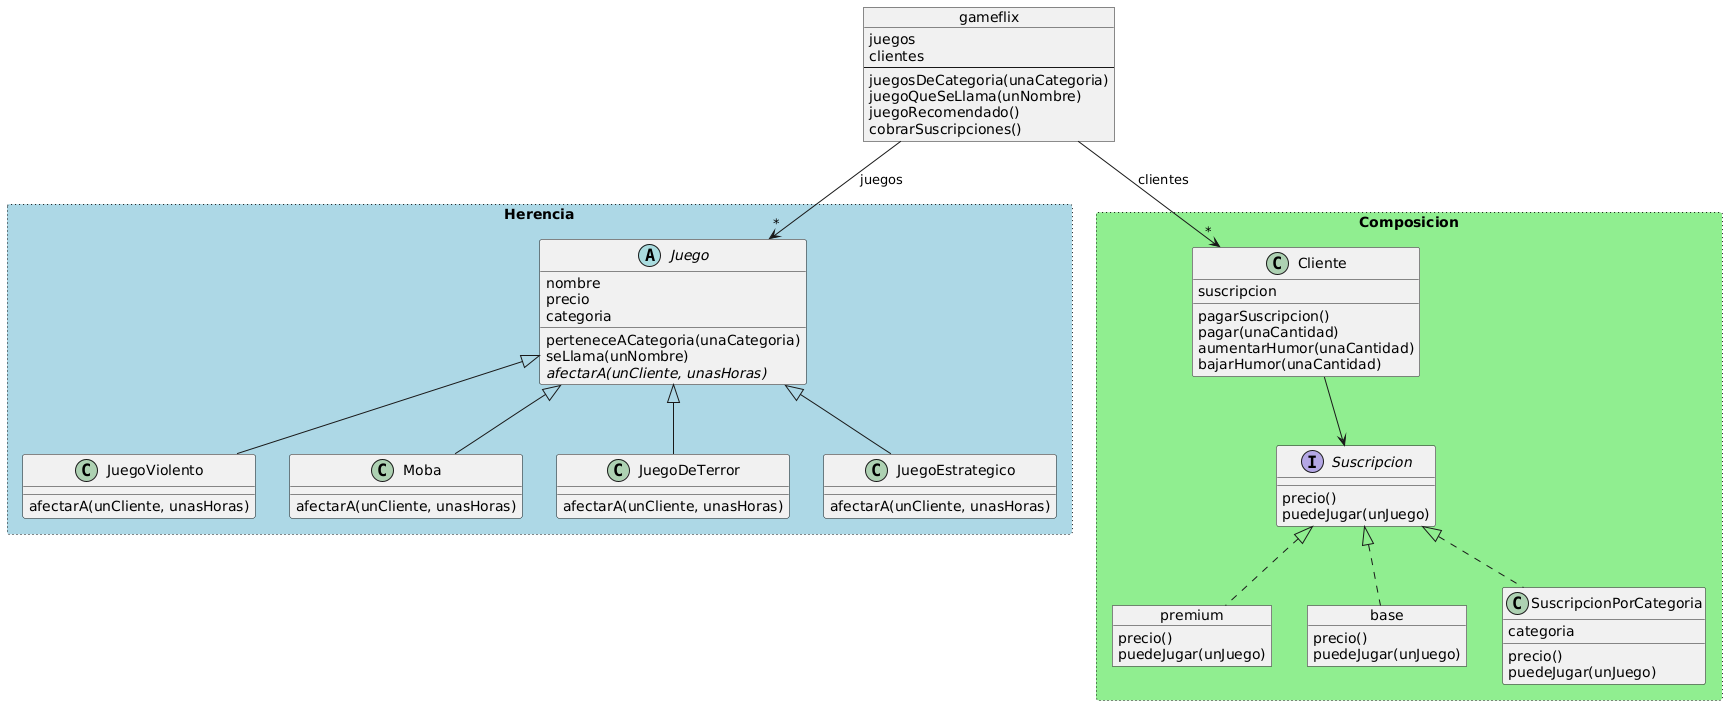 gameflix
juegos
clientes
juegosDeCategoria(unaCategoria)
juegoQueSeLlama(unNombre)
juegoRecomendado()
cobrarSuscripciones()
juegos
clientes
*
*
Herencia
A Juego
nombre
precio
categoria
perteneceACategoria(unaCategoria)
seLlama(unNombre)
afectarA(unCliente, unasHoras)
C JuegoViolento
afectarA(unCliente, unasHoras)
C Moba
afectarA(unCliente, unasHoras)
C JuegoDeTerror
afectarA(unCliente, unasHoras)
C JuegoEstrategico
afectarA(unCliente, unasHoras)
Composicion
C Cliente
suscripcion
pagarSuscripcion()
pagar(unaCantidad)
aumentarHumor(unaCantidad)
bajarHumor(unaCantidad)
I Suscripcion
precio()
puedeJugar(unJuego)
premium
precio()
puedeJugar(unJuego)
base
precio()
puedeJugar(unJuego)
C SuscripcionPorCategoria
categoria
precio()
puedeJugar(unJuego)